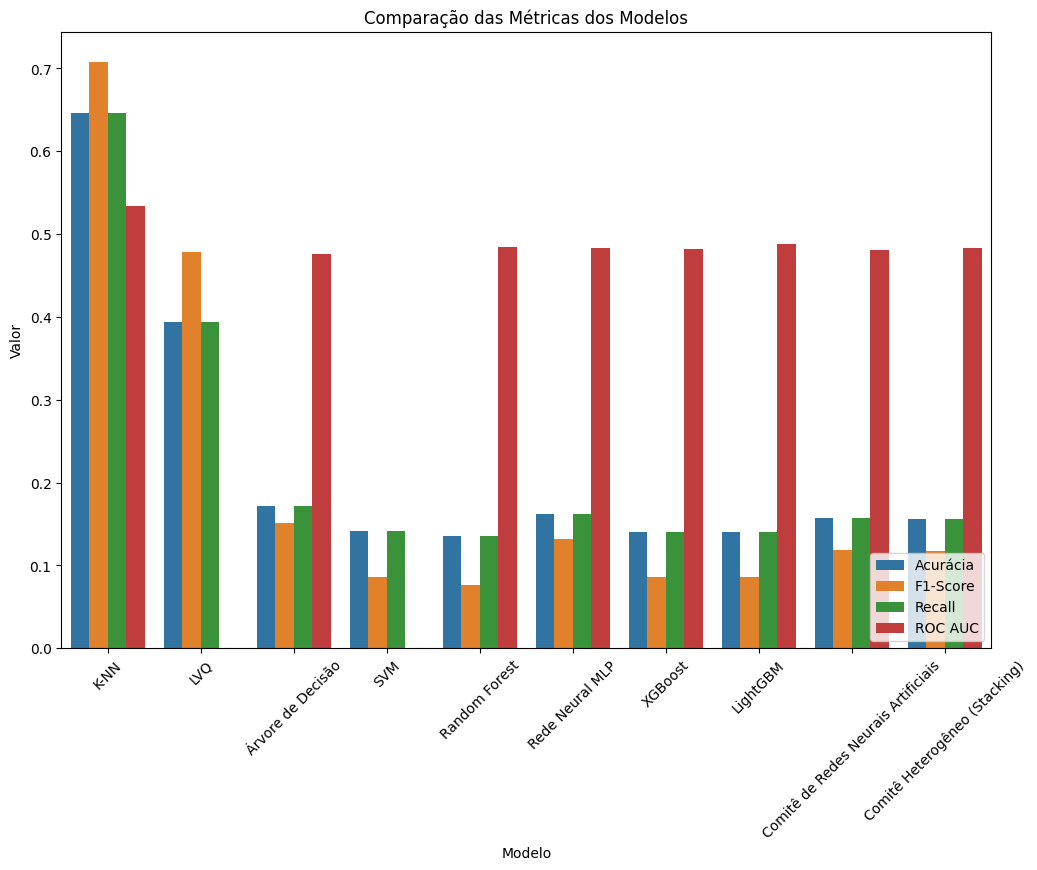 Comparação das Métricas dos Modelos
Valor
0.7
0.6
0.5
0.4
0.3
0.2
0.1
0.0
Acurácia
F1-Score
Recall
ROC AUC
K-NN
LVQ
Árvore de Decisão
SVM
Random Forest
Rede Neural MLP
XGBoost
LightGBM
Comitê de Redes Neurais Artificiais
Comitê Heterogêneo (Stacking)
Modelo